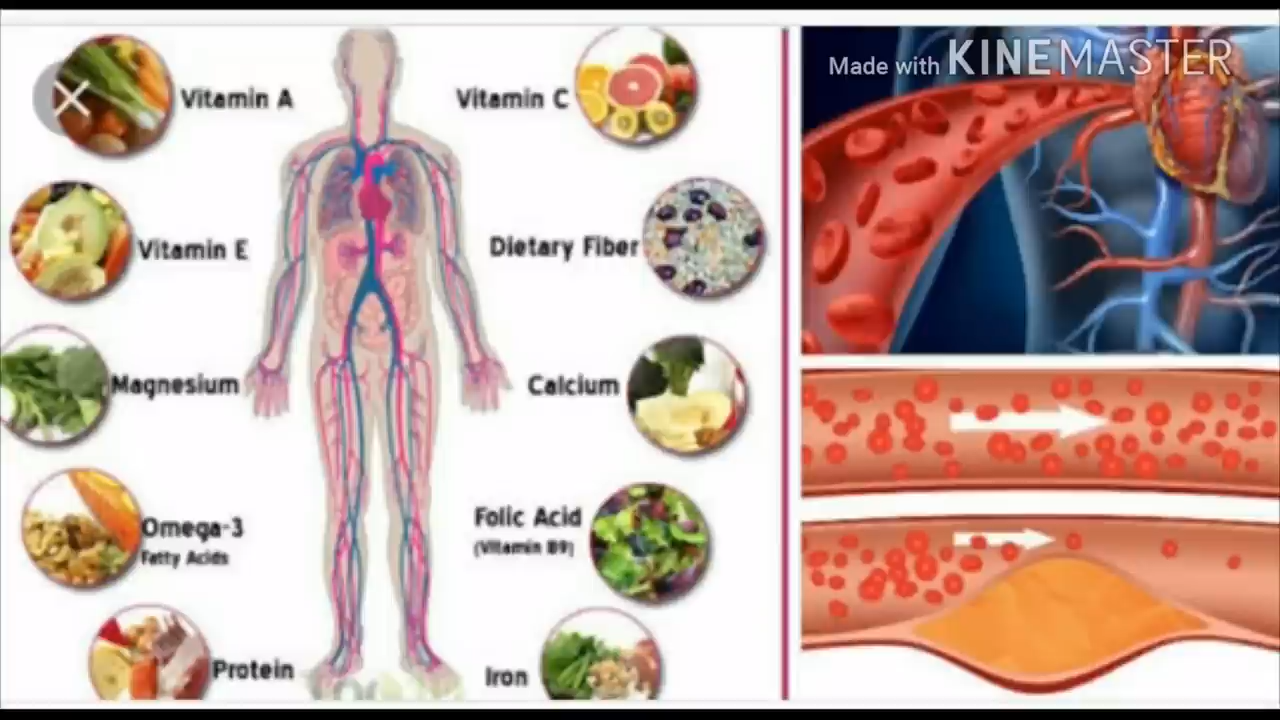 Made with KINEMASTER
Vitamin A
Vitamin C
Vitamin E
Dietary Fiber
Magnesium
Calcium
Omega-3
Fatty Acids
Folic Acid
(Vitamin B9)
Protein
Iron